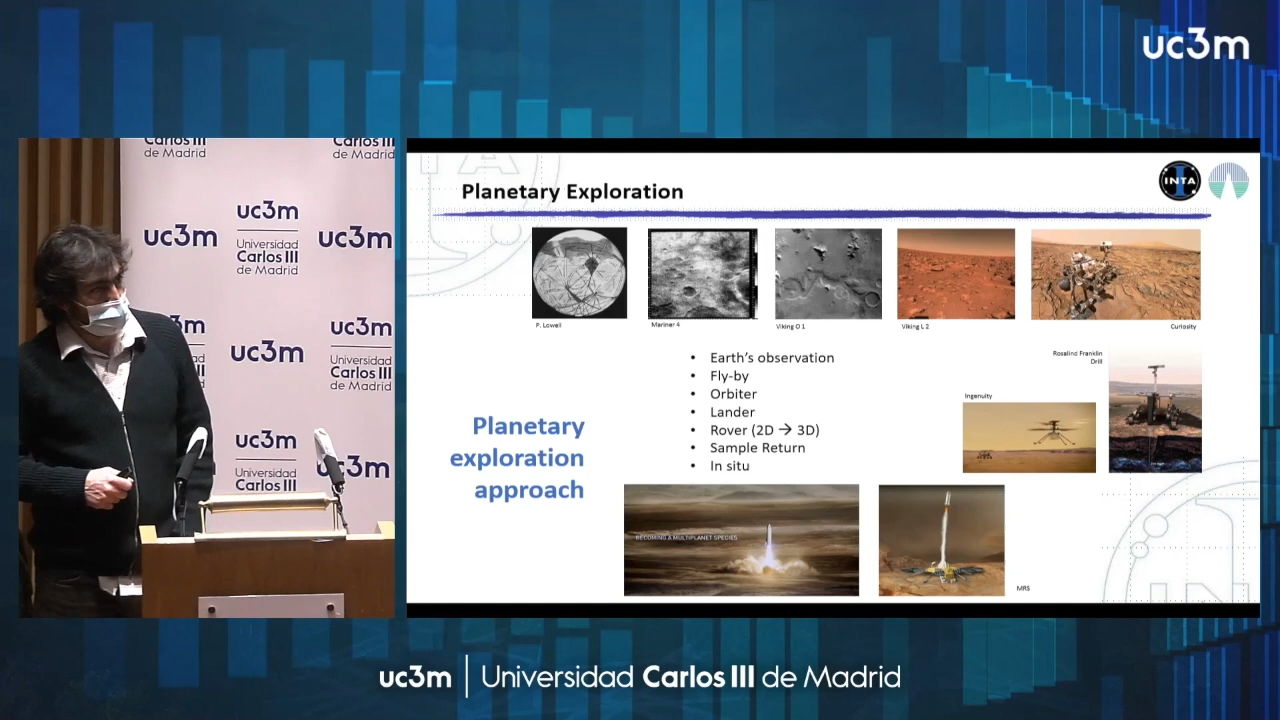 uc3m
Carlos III
de Madrid
Carlos III
de Madrid
uc3m
uc3m
Universidad
Carlos III
de Madrid
uc3m
3m
uc3m
uc3m
Universidad
Carlos III
de Madrid
uc3m
Universidad
Carlos III
uc3m
Planetary Exploration
INTA
P. Lowell
Mariner 4
Viking O 1
Viking L 2
Curiosity
Planetary
exploration
approach
• Earth's observation
• Fly-by
• Orbiter
• Lander
• Rover (2D → 3D)
• Sample Return
• In situ
Rosalind Franklin
Drill
Ingenuity
BECOMING A MULTIPLANET SPECIES
MRS
uc3m | Universidad Carlos III de Madrid